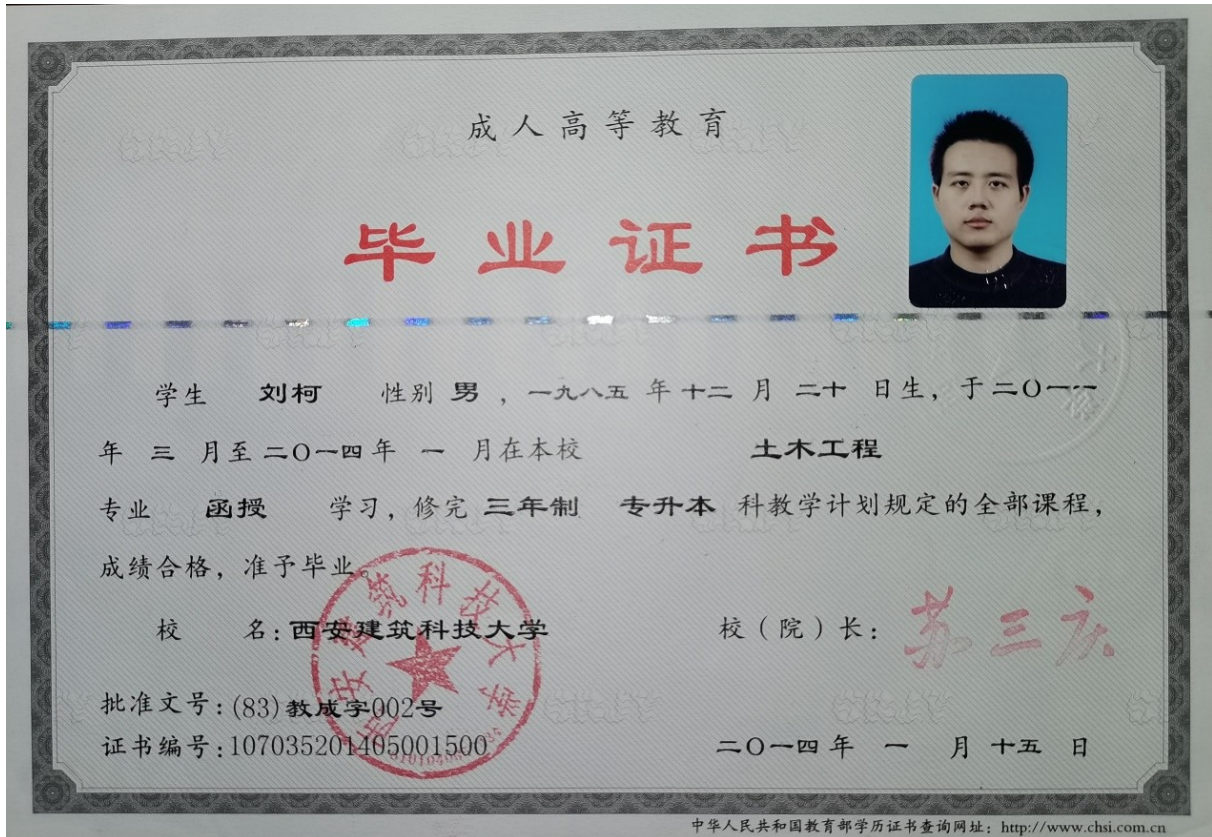 成人高等教育
毕业证书
学生 刘柯 性别 男 , 一九八五 年 十二 月 二十 日生, 于二〇一一
年 三 月至二〇一四年 一 月在本校 土木工程
专业 函授 学习, 修完 三年制 专升本 科教学计划规定的全部课程,
成绩合格, 准予毕业。
校 名: 西安建筑科技大学 校(院)长: 苏三庆
西安建筑科技大学
批准文号: (83)教成字002号
证书编号: 107035201405001500 二〇一四 年 一 月 十五 日
中华人民共和国教育部学历证书查询网址: http://www.chsi.com.cn